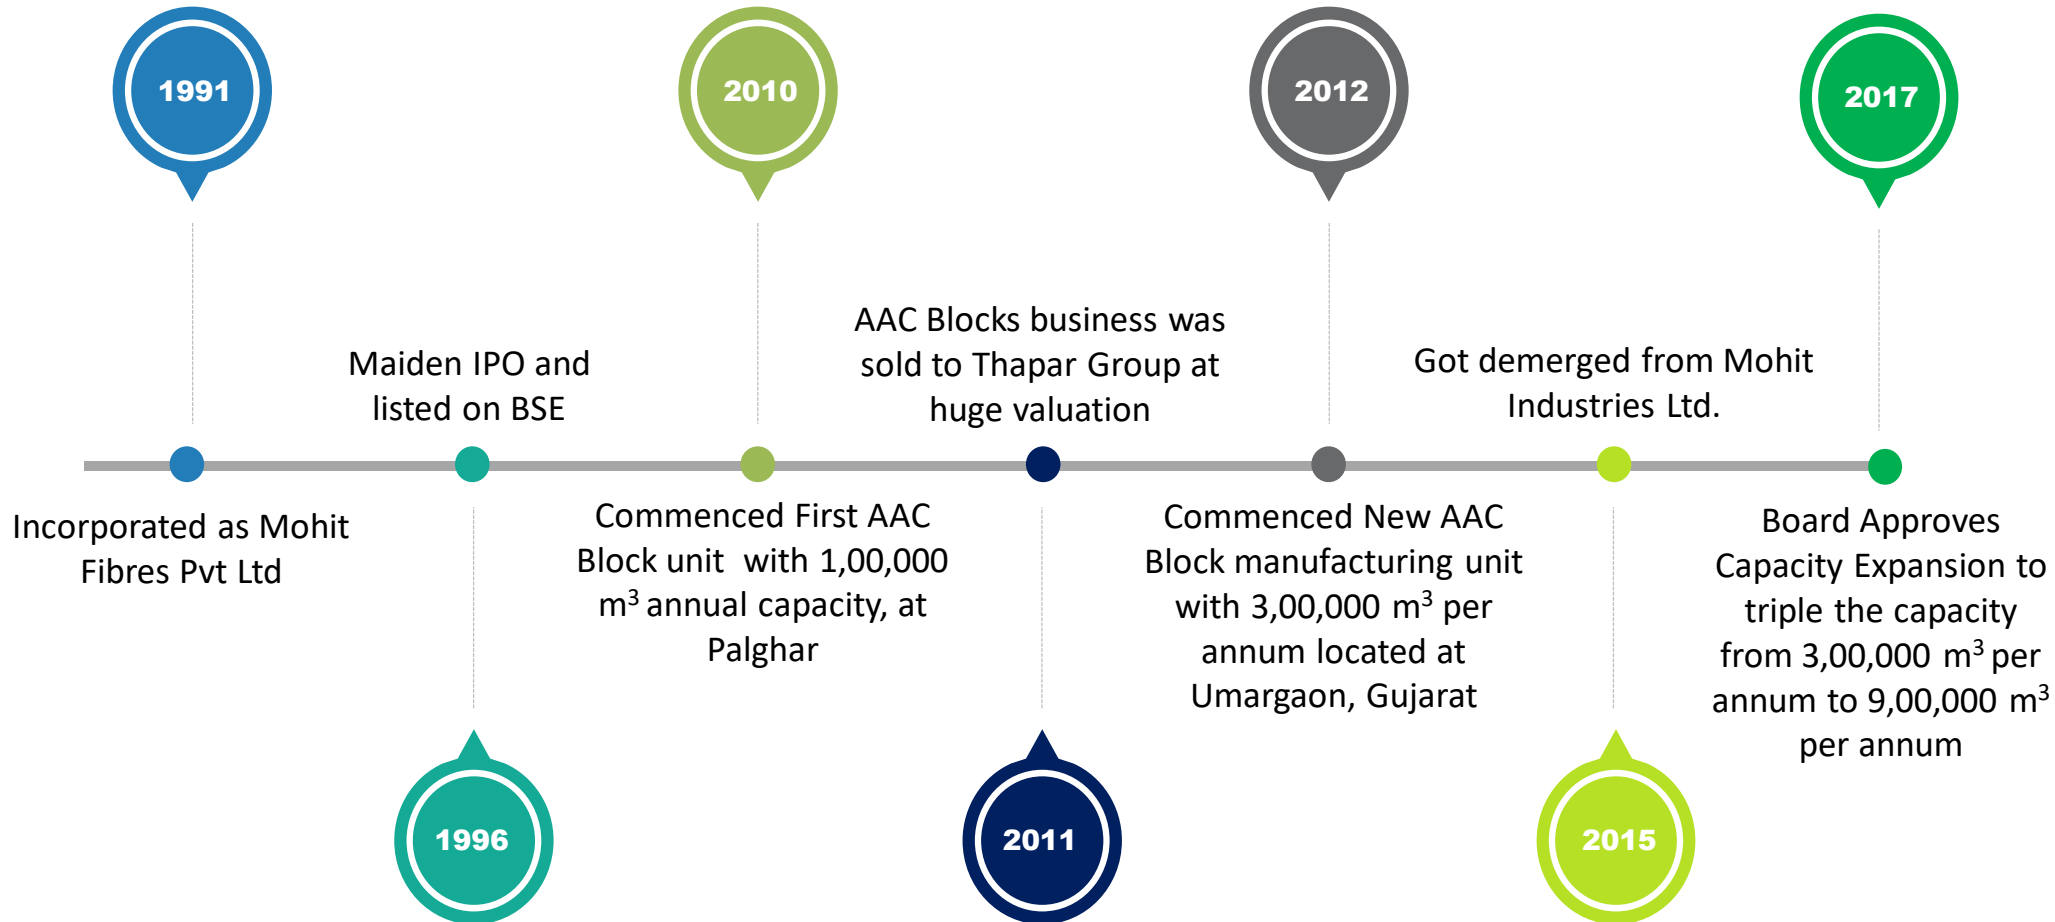 1991
Incorporated as Mohit
Fibres Pvt Ltd
Maiden IPO and
listed on BSE
1996
2010
Commenced First AAC
Block unit with 1,00,000
m³ annual capacity, at
Palghar
AAC Blocks business was
sold to Thapar Group at
huge valuation
2011
2012
Commenced New AAC
Block manufacturing unit
with 3,00,000 m³ per
annum located at
Umargaon, Gujarat
Got demerged from Mohit
Industries Ltd.
2015
2017
Board Approves
Capacity Expansion to
triple the capacity
from 3,00,000 m³ per
annum to 9,00,000 m³
per annum